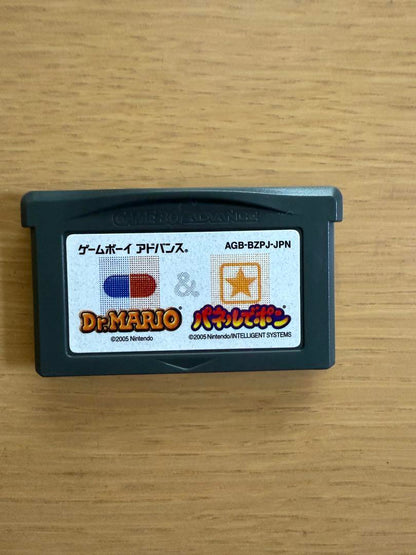 GAME BOY ADVANCE
ゲームボーイ アドバンス® AGB-BZPJ-JPN
&
Dr.MARIO® パネルでポン®
©2005 Nintendo ©2005 Nintendo/INTELLIGENT SYSTEMS